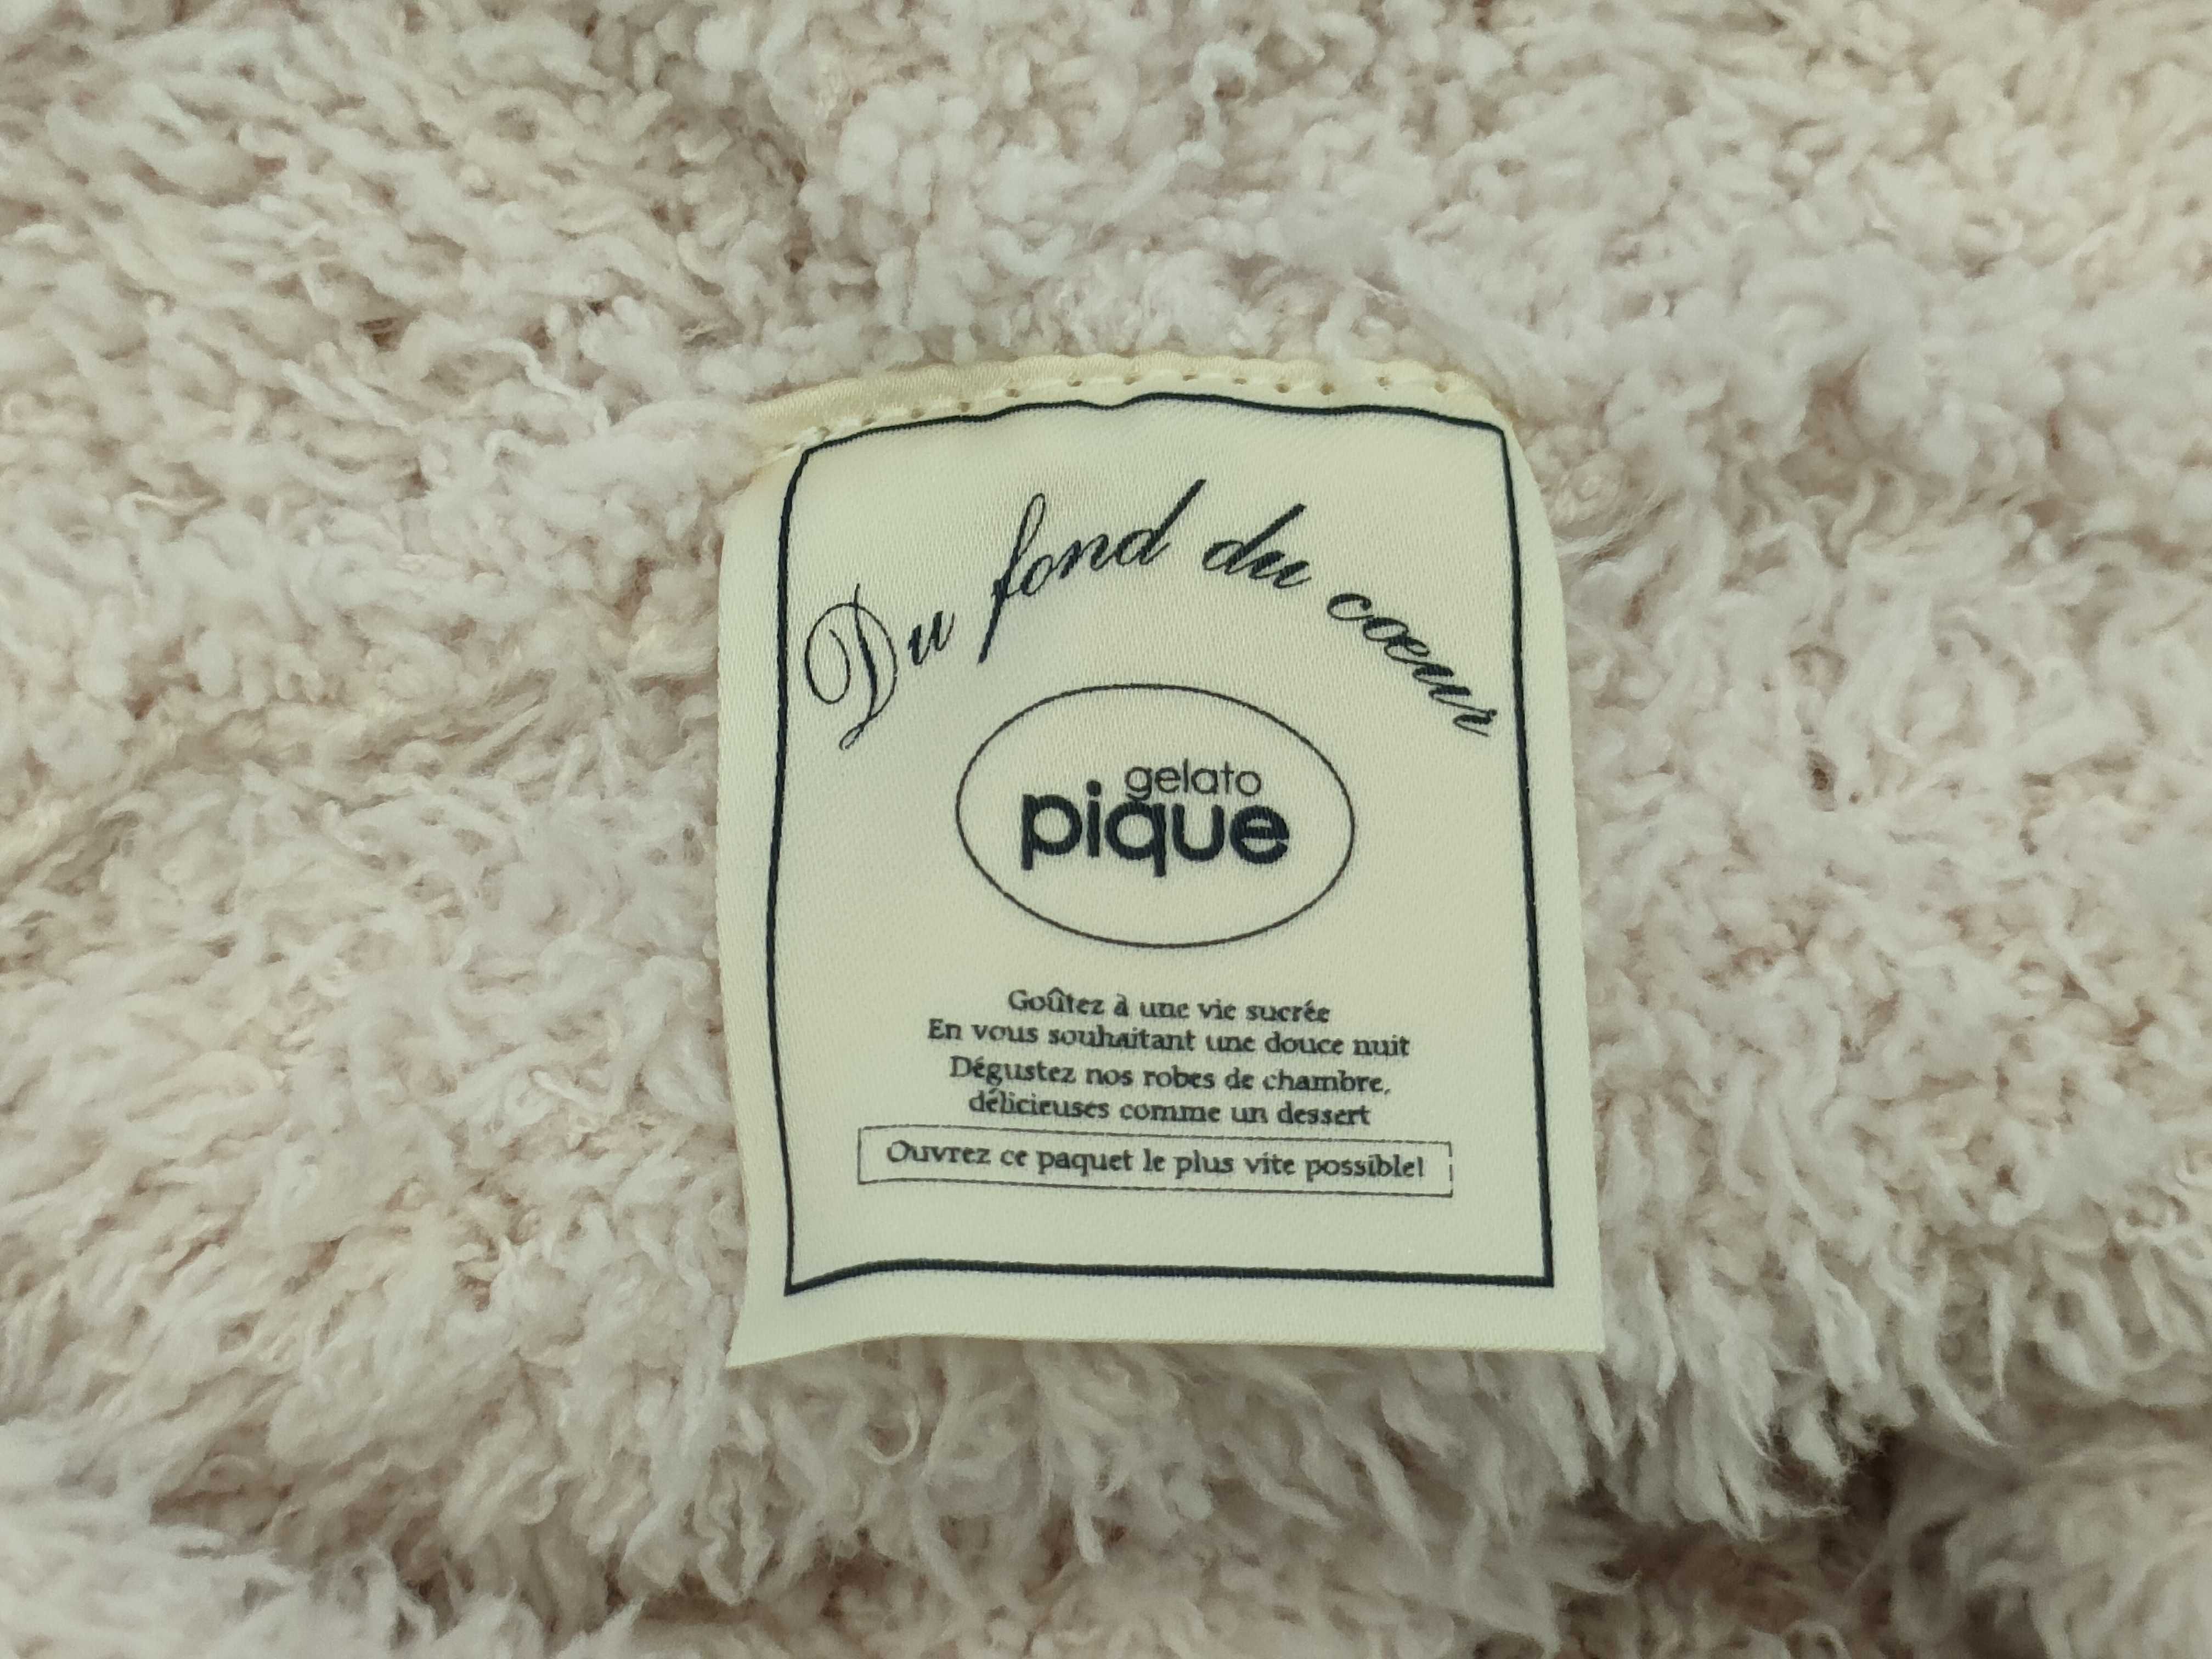 Du fond du cœur
gelato
pique
Goûtez à une vie sucrée
En vous souhaitant une douce nuit
Dégustez nos robes de chambre,
délicieuses comme un dessert
Ouvrez ce paquet le plus vite possible!